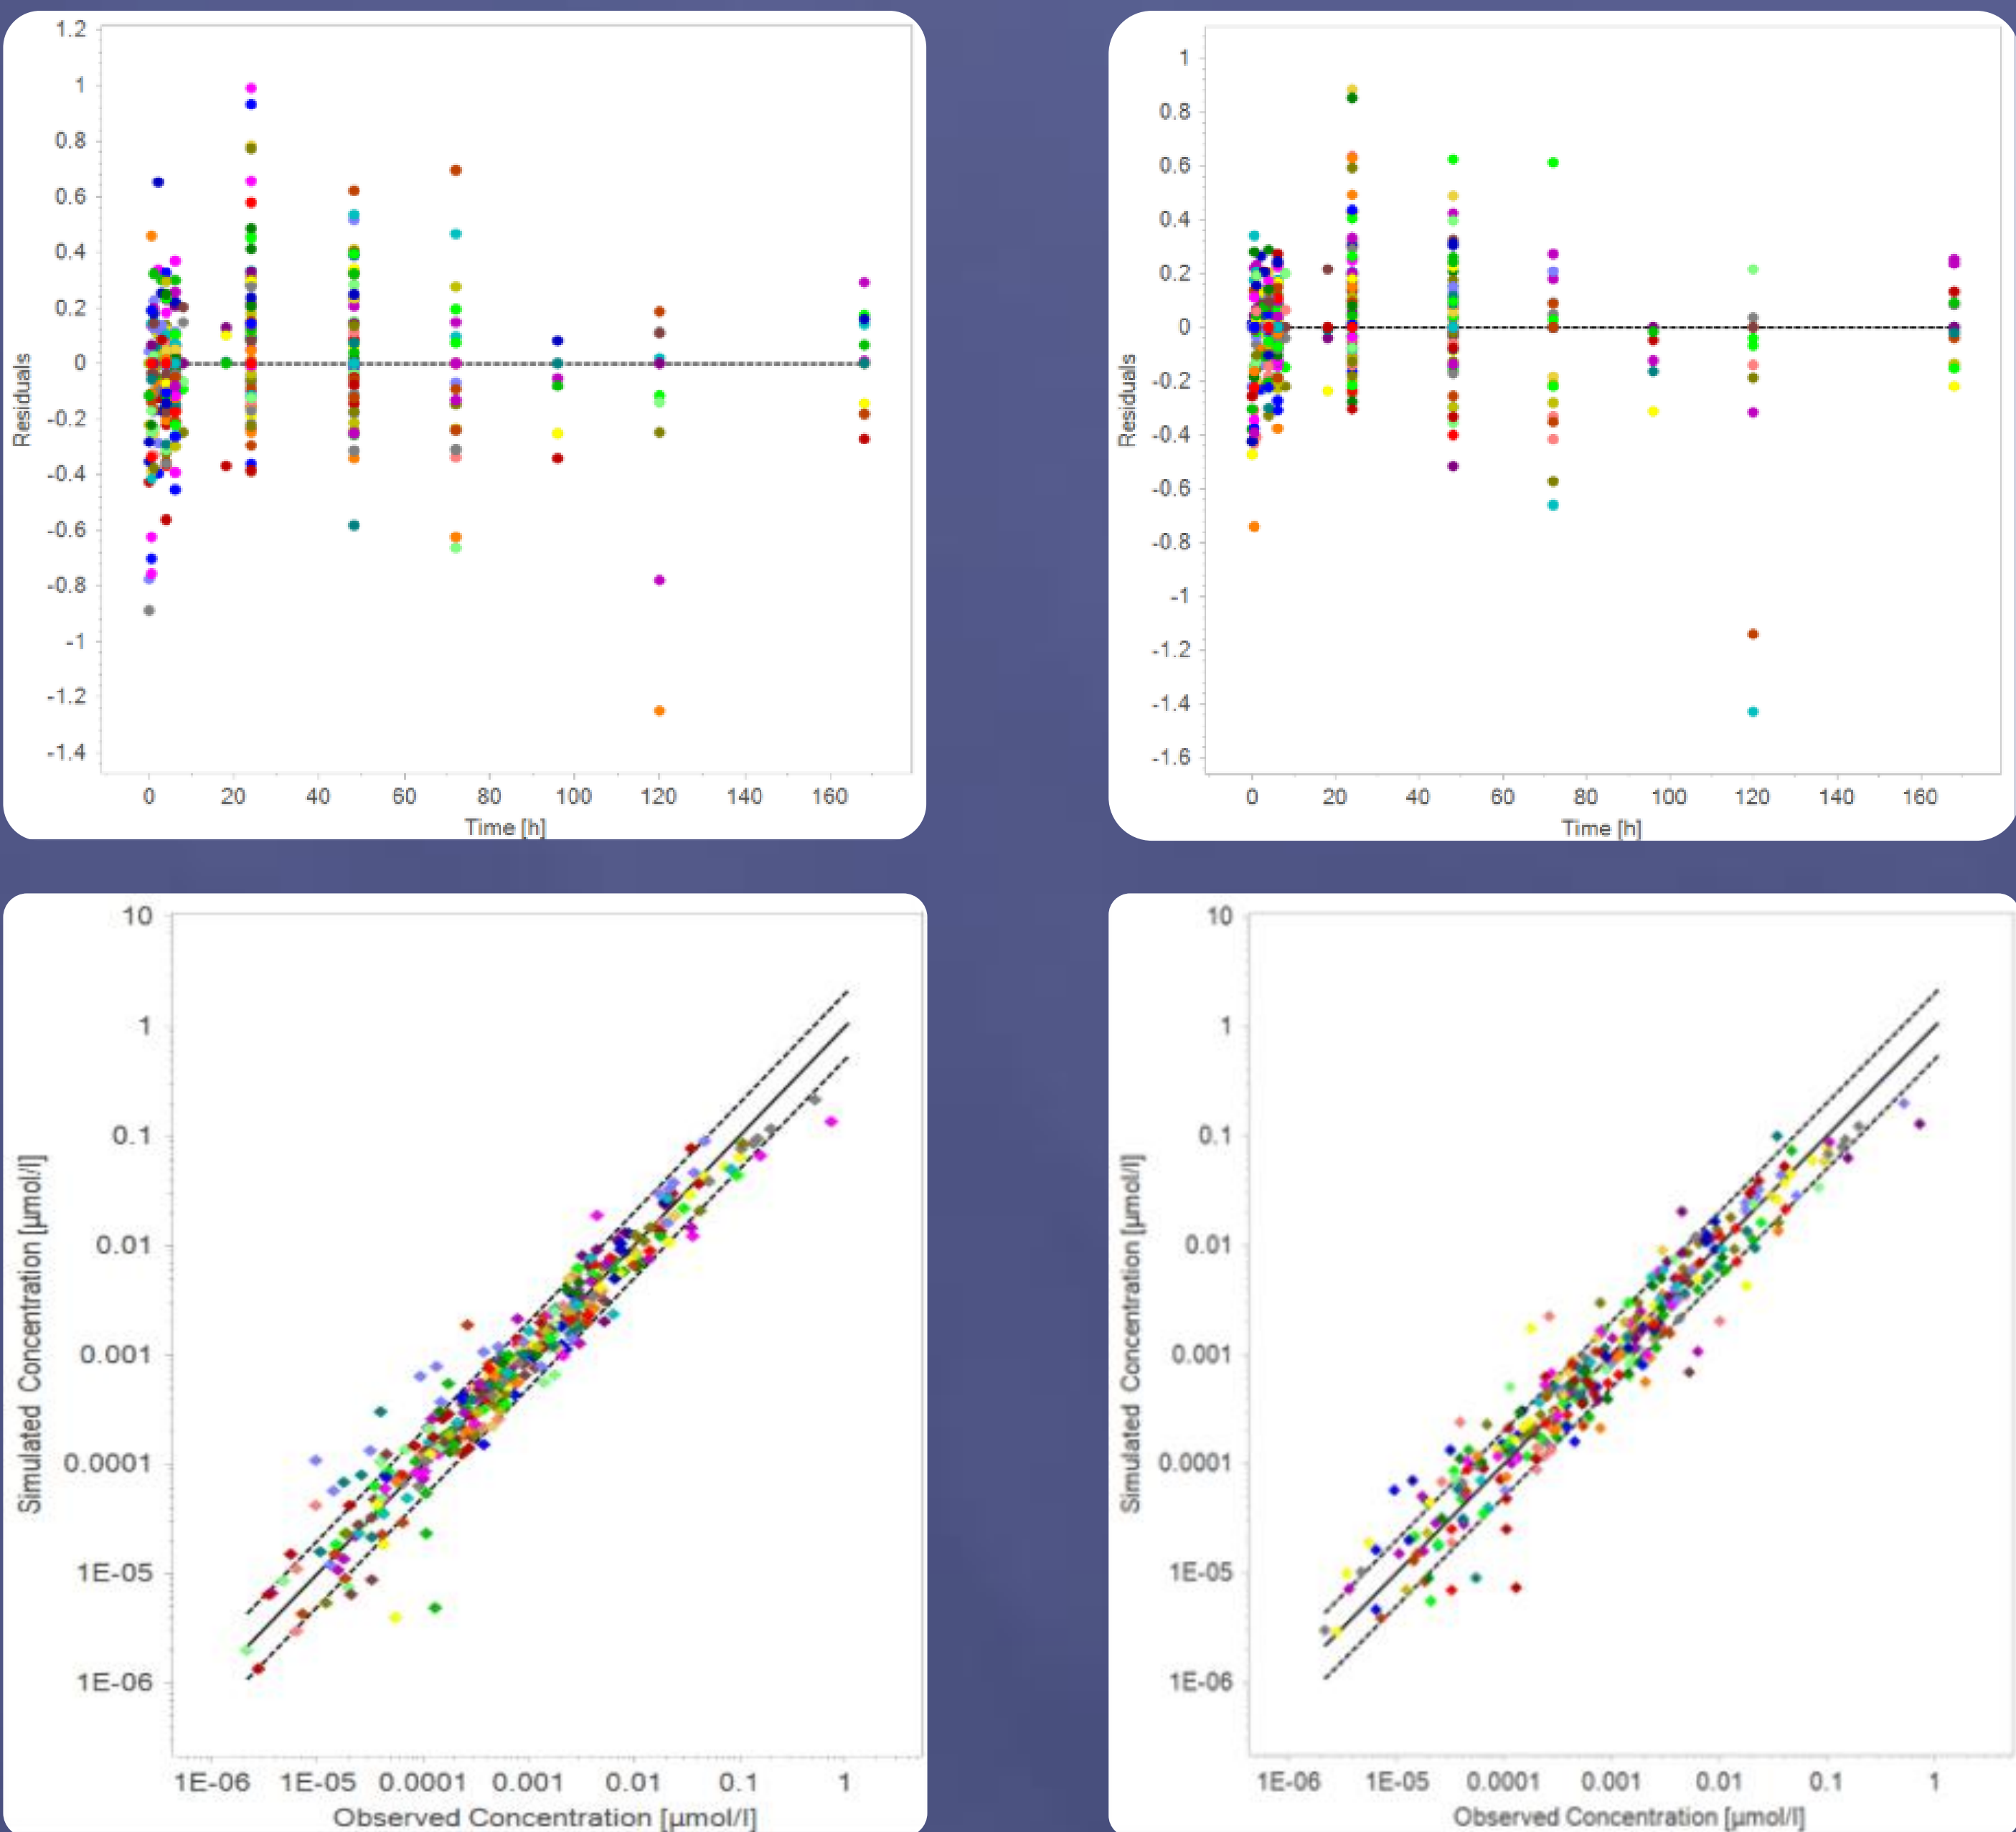 1.2
1
0.8
0.6
0.4
0.2
0
-0.2
-0.4
-0.6
-0.8
-1
-1.2
-1.4
Residuals
0 20 40 60 80 100 120 140 160
Time [h]
1
0.8
0.6
0.4
0.2
0
-0.2
-0.4
-0.6
-0.8
-1
-1.2
-1.4
-1.6
Residuals
0 20 40 60 80 100 120 140 160
Time [h]
10
1
0.1
0.01
0.001
0.0001
1E-05
1E-06
Simulated Concentration [µmol/l]
1E-06 1E-05 0.0001 0.001 0.01 0.1 1
Observed Concentration [µmol/l]
10
1
0.1
0.01
0.001
0.0001
1E-05
1E-06
Simulated Concentration [µmol/l]
1E-06 1E-05 0.0001 0.001 0.01 0.1 1
Observed Concentration [µmol/l]